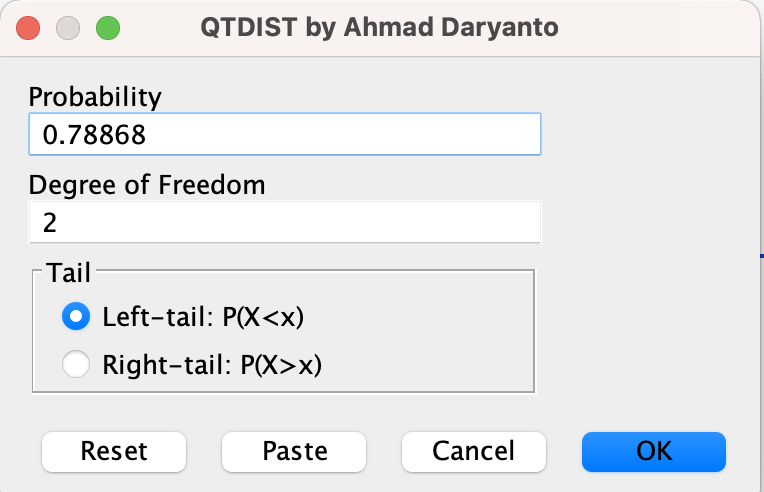 QTDIST by Ahmad Daryanto
Probability
0.78868
Degree of Freedom
2
Tail
Left-tail: P(X<x)
Right-tail: P(X>x)
Reset Paste Cancel OK